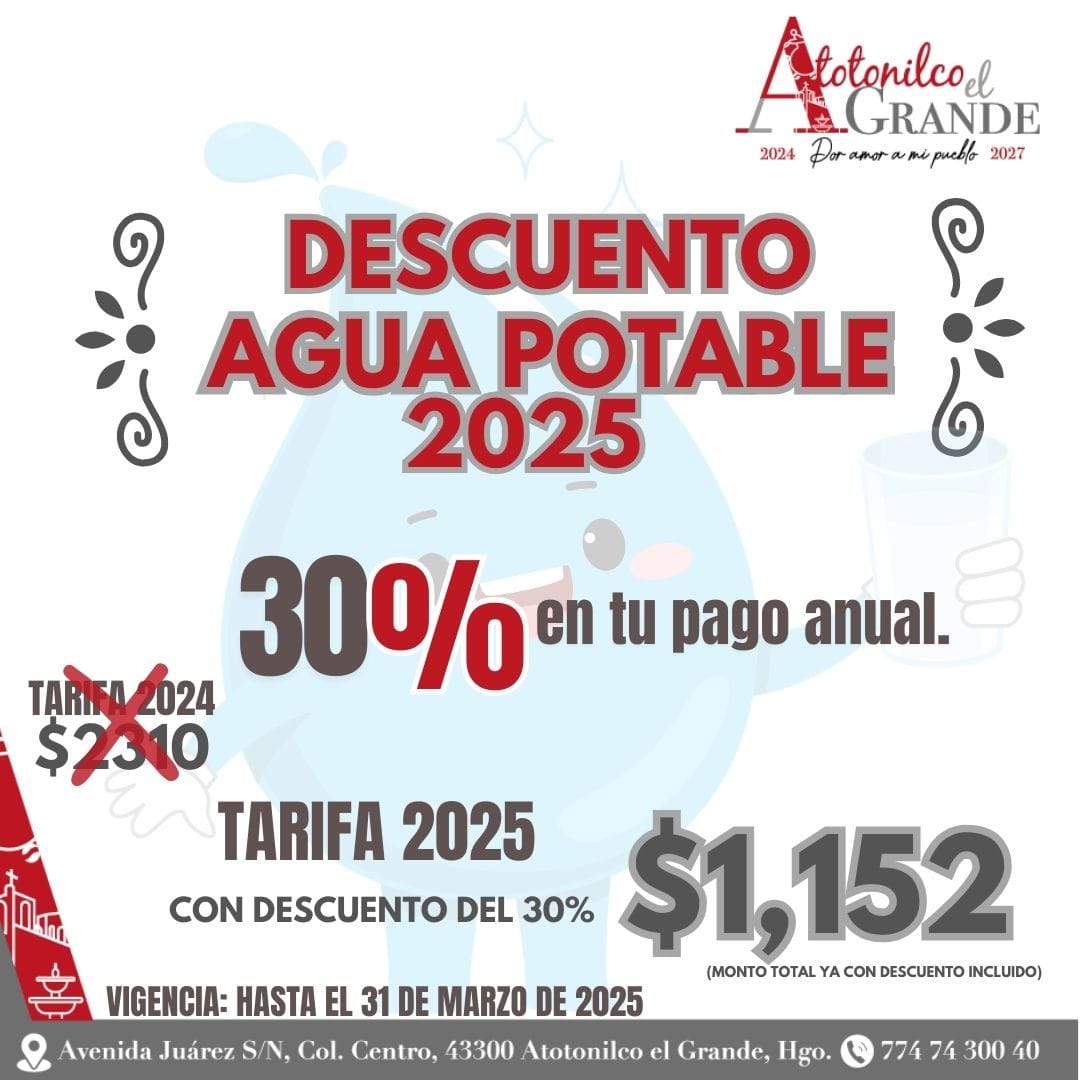 Atotonilco el
GRANDE
2024 Por amor a mi pueblo 2027
DESCUENTO
AGUA POTABLE
2025
30% en tu pago anual.
TARIFA 2024
$2310
TARIFA 2025
CON DESCUENTO DEL 30%
$1,152
(MONTO TOTAL YA CON DESCUENTO INCLUIDO)
VIGENCIA: HASTA EL 31 DE MARZO DE 2025
Avenida Juárez S/N, Col. Centro, 43300 Atotonilco el Grande, Hgo. 774 74 300 40